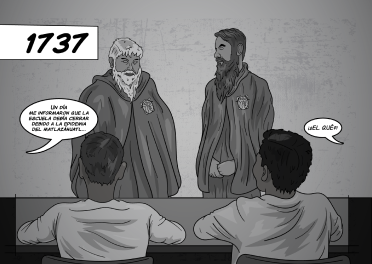 1737
UN DÍA
ME INFORMARON QUE LA
ESCUELA DEBÍA CERRAR
DEBIDO A LA EPIDEMIA
DEL MATLAZÁHUATL...
¿¡EL QUÉ!?